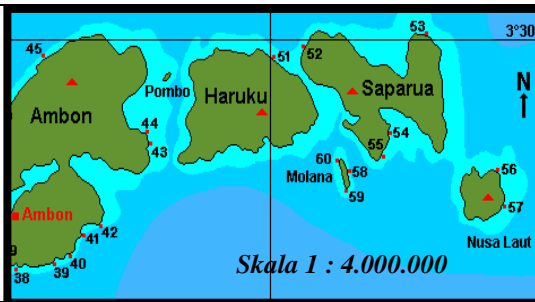 53
3°30
45
51
52
Pombo
Haruku
Saparua
N
Ambon
44
54
43
55
60
Molana
58
56
59
57
Ambon
42
41
Nusa Laut
9
40
39
38
Skala 1 : 4.000.000